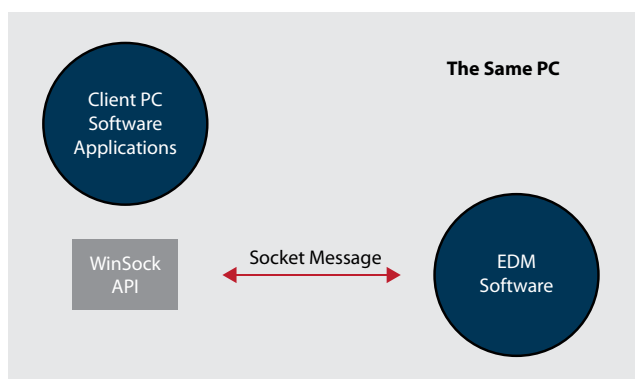 The Same PC
Client PC
Software
Applications
WinSock
API
Socket Message
EDM
Software